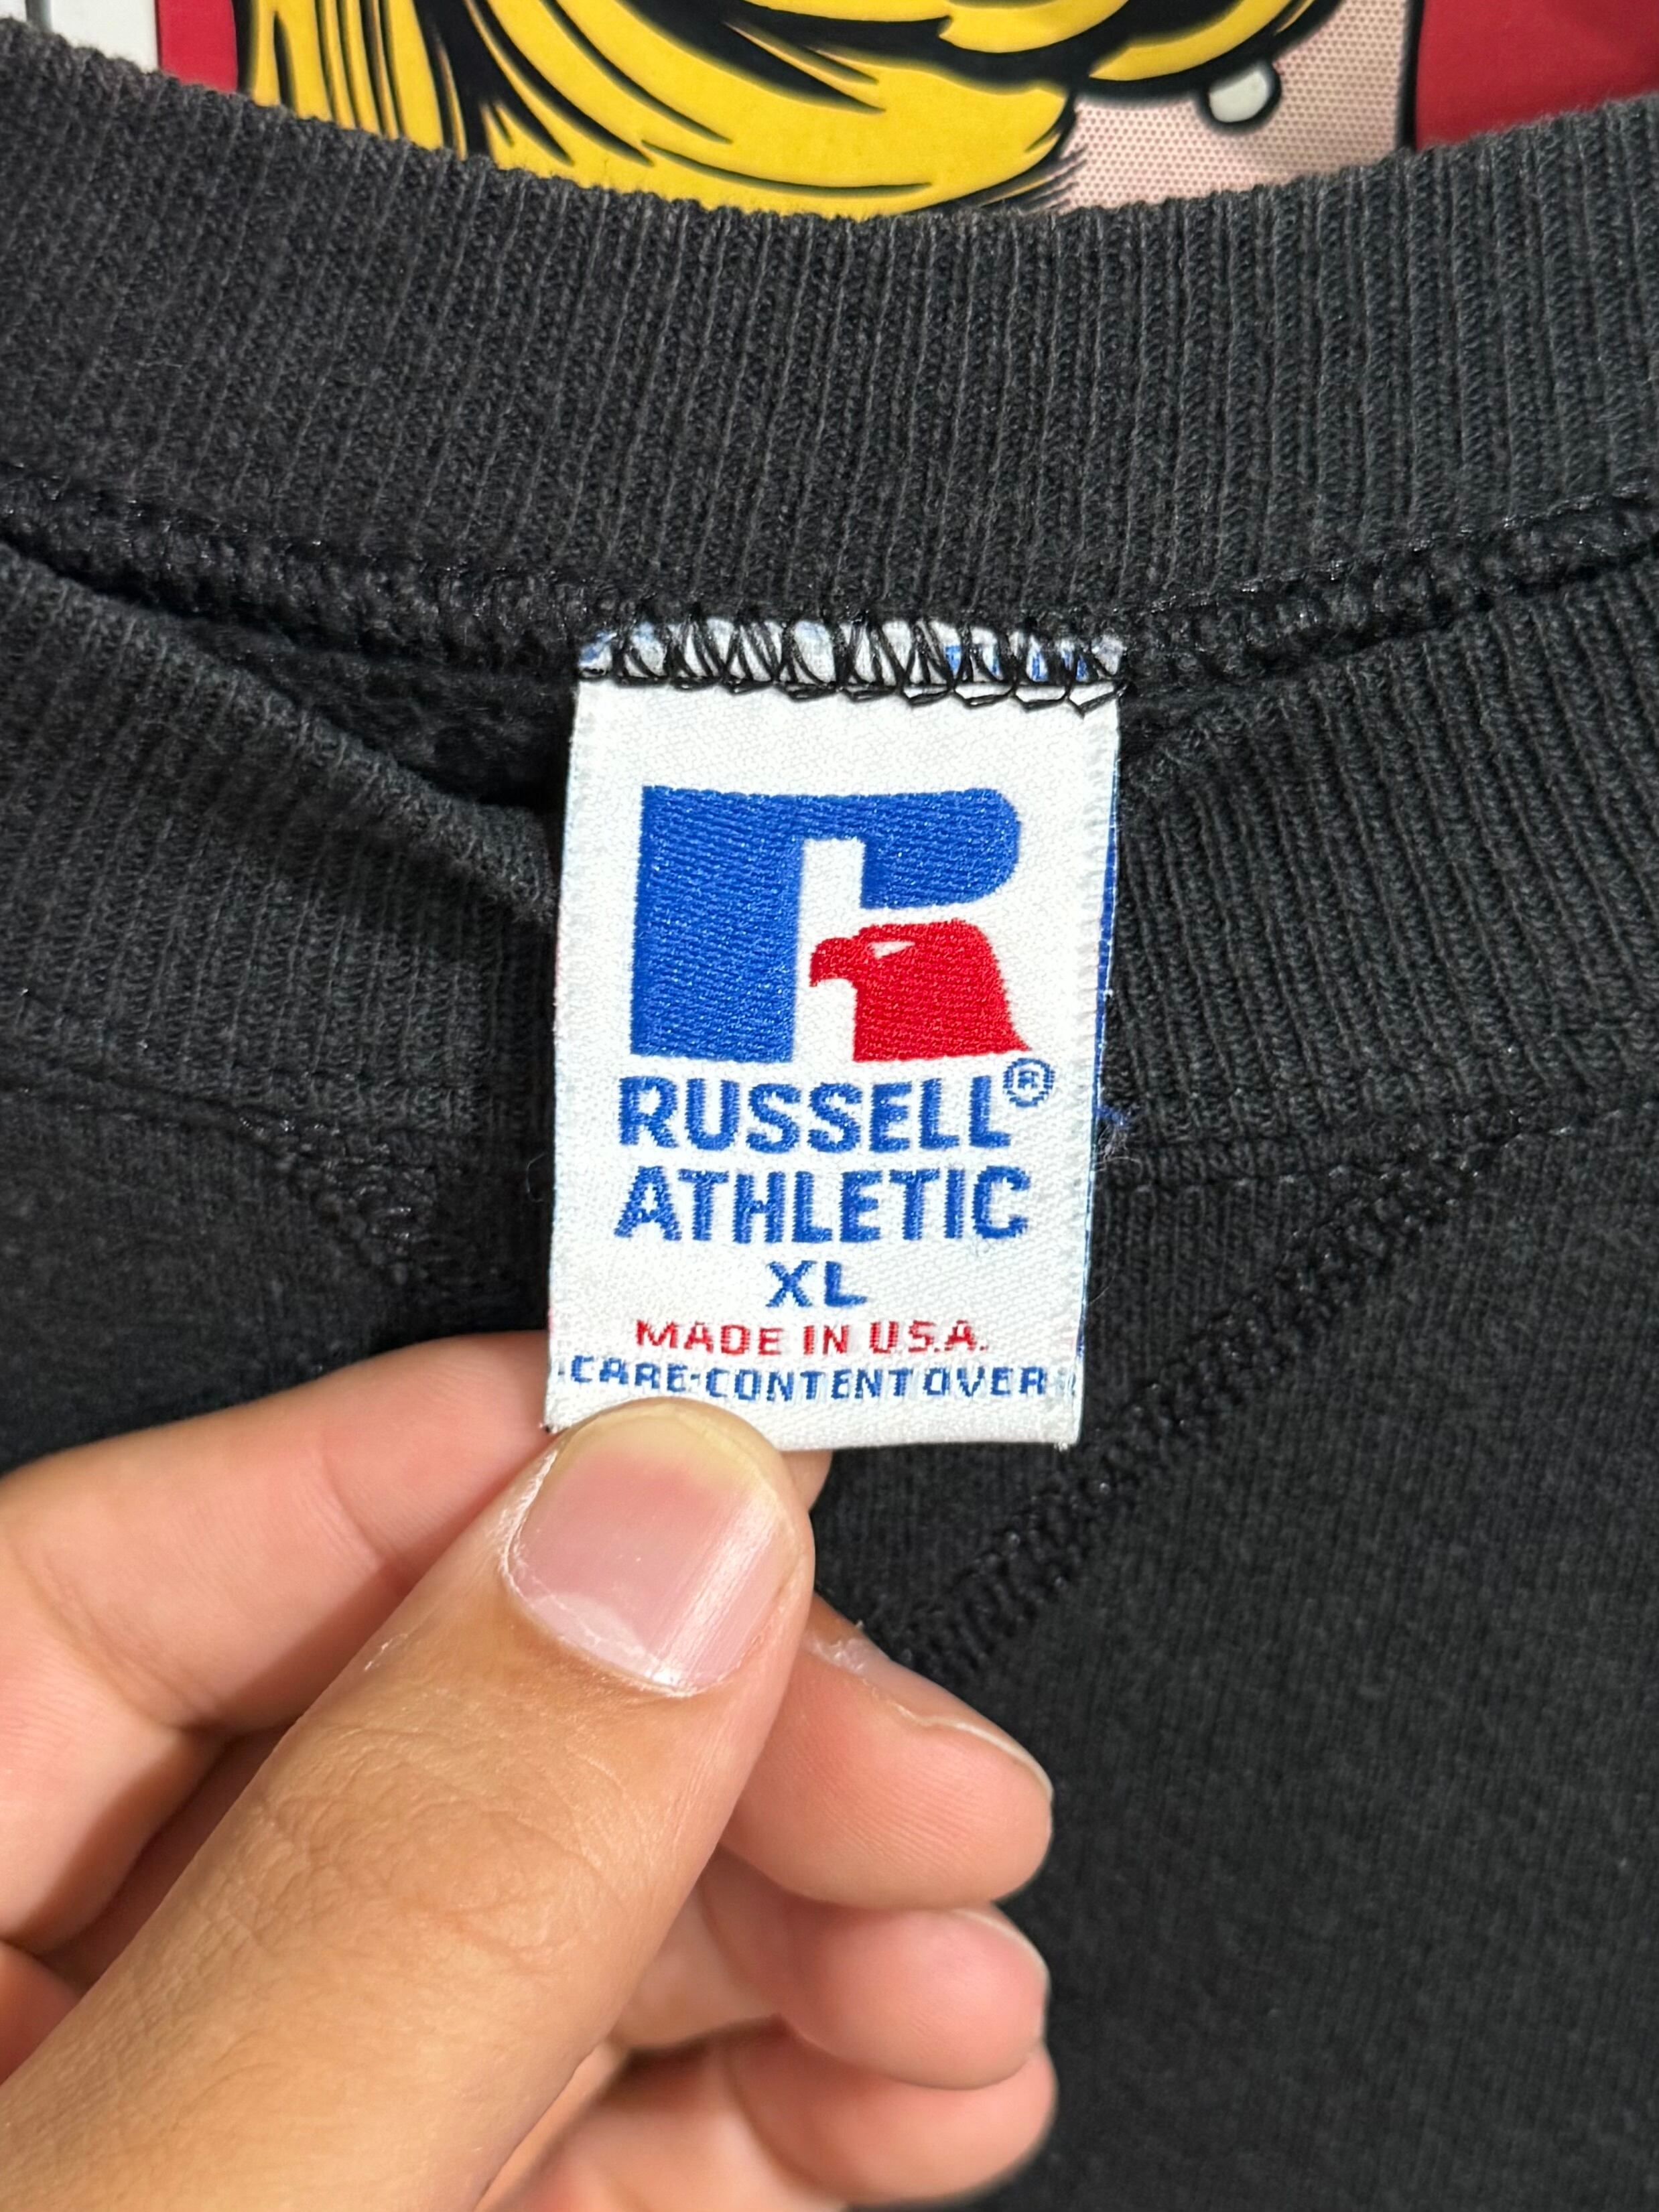 RUSSELL®
ATHLETIC
XL
MADE IN U.S.A.
CARE-CONTENT OVER